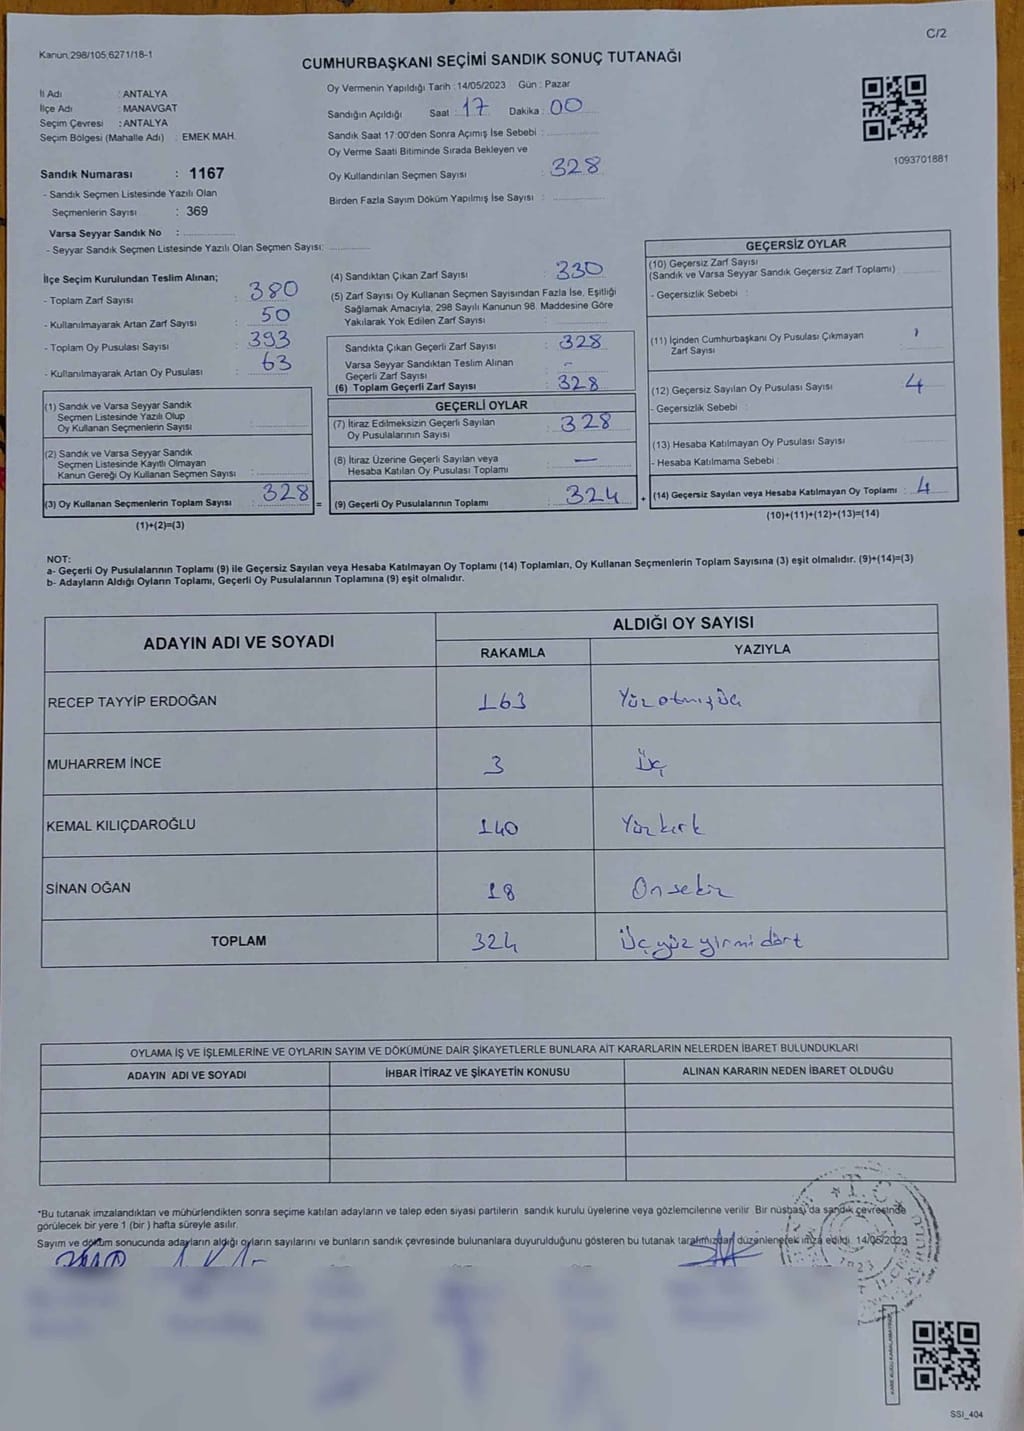 Kanun 298/105,6271/18-1
C/2
CUMHURBAŞKANI SEÇİMİ SANDIK SONUÇ TUTANAĞI
İl Adı : ANTALYA
İlçe Adı : MANAVGAT
Seçim Çevresi : ANTALYA
Seçim Bölgesi (Mahalle Adı) : EMEK MAH.
Sandık Numarası : 1167
- Sandık Seçmen Listesinde Yazılı Olan
Seçmenlerin Sayısı : 369
Varsa Seyyar Sandık No :
- Seyyar Sandık Seçmen Listesinde Yazılı Olan Seçmen Sayısı:
Oy Vermenin Yapıldığı Tarih : 14/05/2023 Gün : Pazar
Sandığın Açıldığı Saat : 17 Dakika : 00
Sandık Saat 17:00'den Sonra Açımış İse Sebebi :
Oy Verme Saati Bitiminde Sırada Bekleyen ve
Oy Kullandırılan Seçmen Sayısı : 328
Birden Fazla Sayım Döküm Yapılmış İse Sayısı :
1093701881
İlçe Seçim Kurulundan Teslim Alınan;
- Toplam Zarf Sayısı : 380
- Kullanılmayarak Artan Zarf Sayısı : 50
- Toplam Oy Pusulası Sayısı : 393
- Kullanılmayarak Artan Oy Pusulası : 63
(1) Sandık ve Varsa Seyyar Sandık
Seçmen Listesinde Yazılı Olup
Oy Kullanan Seçmenlerin Sayısı :
(2) Sandık ve Varsa Seyyar Sandık
Seçmen Listesinde Kayıtlı Olmayan
Kanun Gereği Oy Kullanan Seçmen Sayısı :
(3) Oy Kullanan Seçmenlerin Toplam Sayısı : 328 =
(1)+(2)=(3)
(4) Sandıktan Çıkan Zarf Sayısı : 330
(5) Zarf Sayısı Oy Kullanan Seçmen Sayısından Fazla İse, Eşitliği
Sağlamak Amacıyla, 298 Sayılı Kanunun 98. Maddesine Göre
Yakılarak Yok Edilen Zarf Sayısı :
Sandıkta Çıkan Geçerli Zarf Sayısı : 328
Varsa Seyyar Sandıktan Teslim Alınan
Geçerli Zarf Sayısı : -
(6) Toplam Geçerli Zarf Sayısı : 328
GEÇERLİ OYLAR
(7) İtiraz Edilmeksizin Geçerli Sayılan
Oy Pusulalarının Sayısı : 328
(8) İtiraz Üzerine Geçerli Sayılan veya
Hesaba Katılan Oy Pusulası Toplamı : —
(9) Geçerli Oy Pusulalarının Toplamı : 324 +
GEÇERSİZ OYLAR
(10) Geçersiz Zarf Sayısı
(Sandık ve Varsa Seyyar Sandık Geçersiz Zarf Toplamı)
- Geçersizlik Sebebi :
(11) İçinden Cumhurbaşkanı Oy Pusulası Çıkmayan
Zarf Sayısı
(12) Geçersiz Sayılan Oy Pusulası Sayısı : 4
- Geçersizlik Sebebi :
(13) Hesaba Katılmayan Oy Pusulası Sayısı :
- Hesaba Katılmama Sebebi :
(14) Geçersiz Sayılan veya Hesaba Katılmayan Oy Toplamı : 4
(10)+(11)+(12)+(13)=(14)
NOT:
a- Geçerli Oy Pusulalarının Toplamı (9) ile Geçersiz Sayılan veya Hesaba Katılmayan Oy Toplamı (14) Toplamları, Oy Kullanan Seçmenlerin Toplam Sayısına (3) eşit olmalıdır. (9)+(14)=(3)
b- Adayların Aldığı Oyların Toplamı, Geçerli Oy Pusulalarının Toplamına (9) eşit olmalıdır.
ADAYIN ADI VE SOYADI
ALDIĞI OY SAYISI
RAKAMLA YAZIYLA
RECEP TAYYİP ERDOĞAN 163 Yüz otmışüç
MUHARREM İNCE 3 Üç
KEMAL KILIÇDAROĞLU 140 Yüz kırk
SİNAN OĞAN 18 On sekiz
TOPLAM 324 Üç yüz yirmi dört
OYLAMA İŞ VE İŞLEMLERİNE VE OYLARIN SAYIM VE DÖKÜMÜNE DAİR ŞİKAYETLERLE BUNLARA AİT KARARLARIN NELERDEN İBARET BULUNDUKLARI
ADAYIN ADI VE SOYADI İHBAR İTİRAZ VE ŞİKAYETİN KONUSU ALINAN KARARIN NEDEN İBARET OLDUĞU
*Bu tutanak imzalandıktan ve mühürlendikten sonra seçime katılan adayların ve talep eden siyasi partilerin sandık kurulu üyelerine veya gözlemcilerine verilir. Bir nüshası da sandık çevresinde
görülecek bir yere 1 (bir ) hafta süreyle asılır.
Sayım ve döküm sonucunda adayların aldığı oyların sayılarını ve bunların sandık çevresinde bulunanlara duyurulduğunu gösteren bu tutanak tarafımızdan düzenlenerek imza edildi. 14/05/2023
T.C.
1923
SSI_404